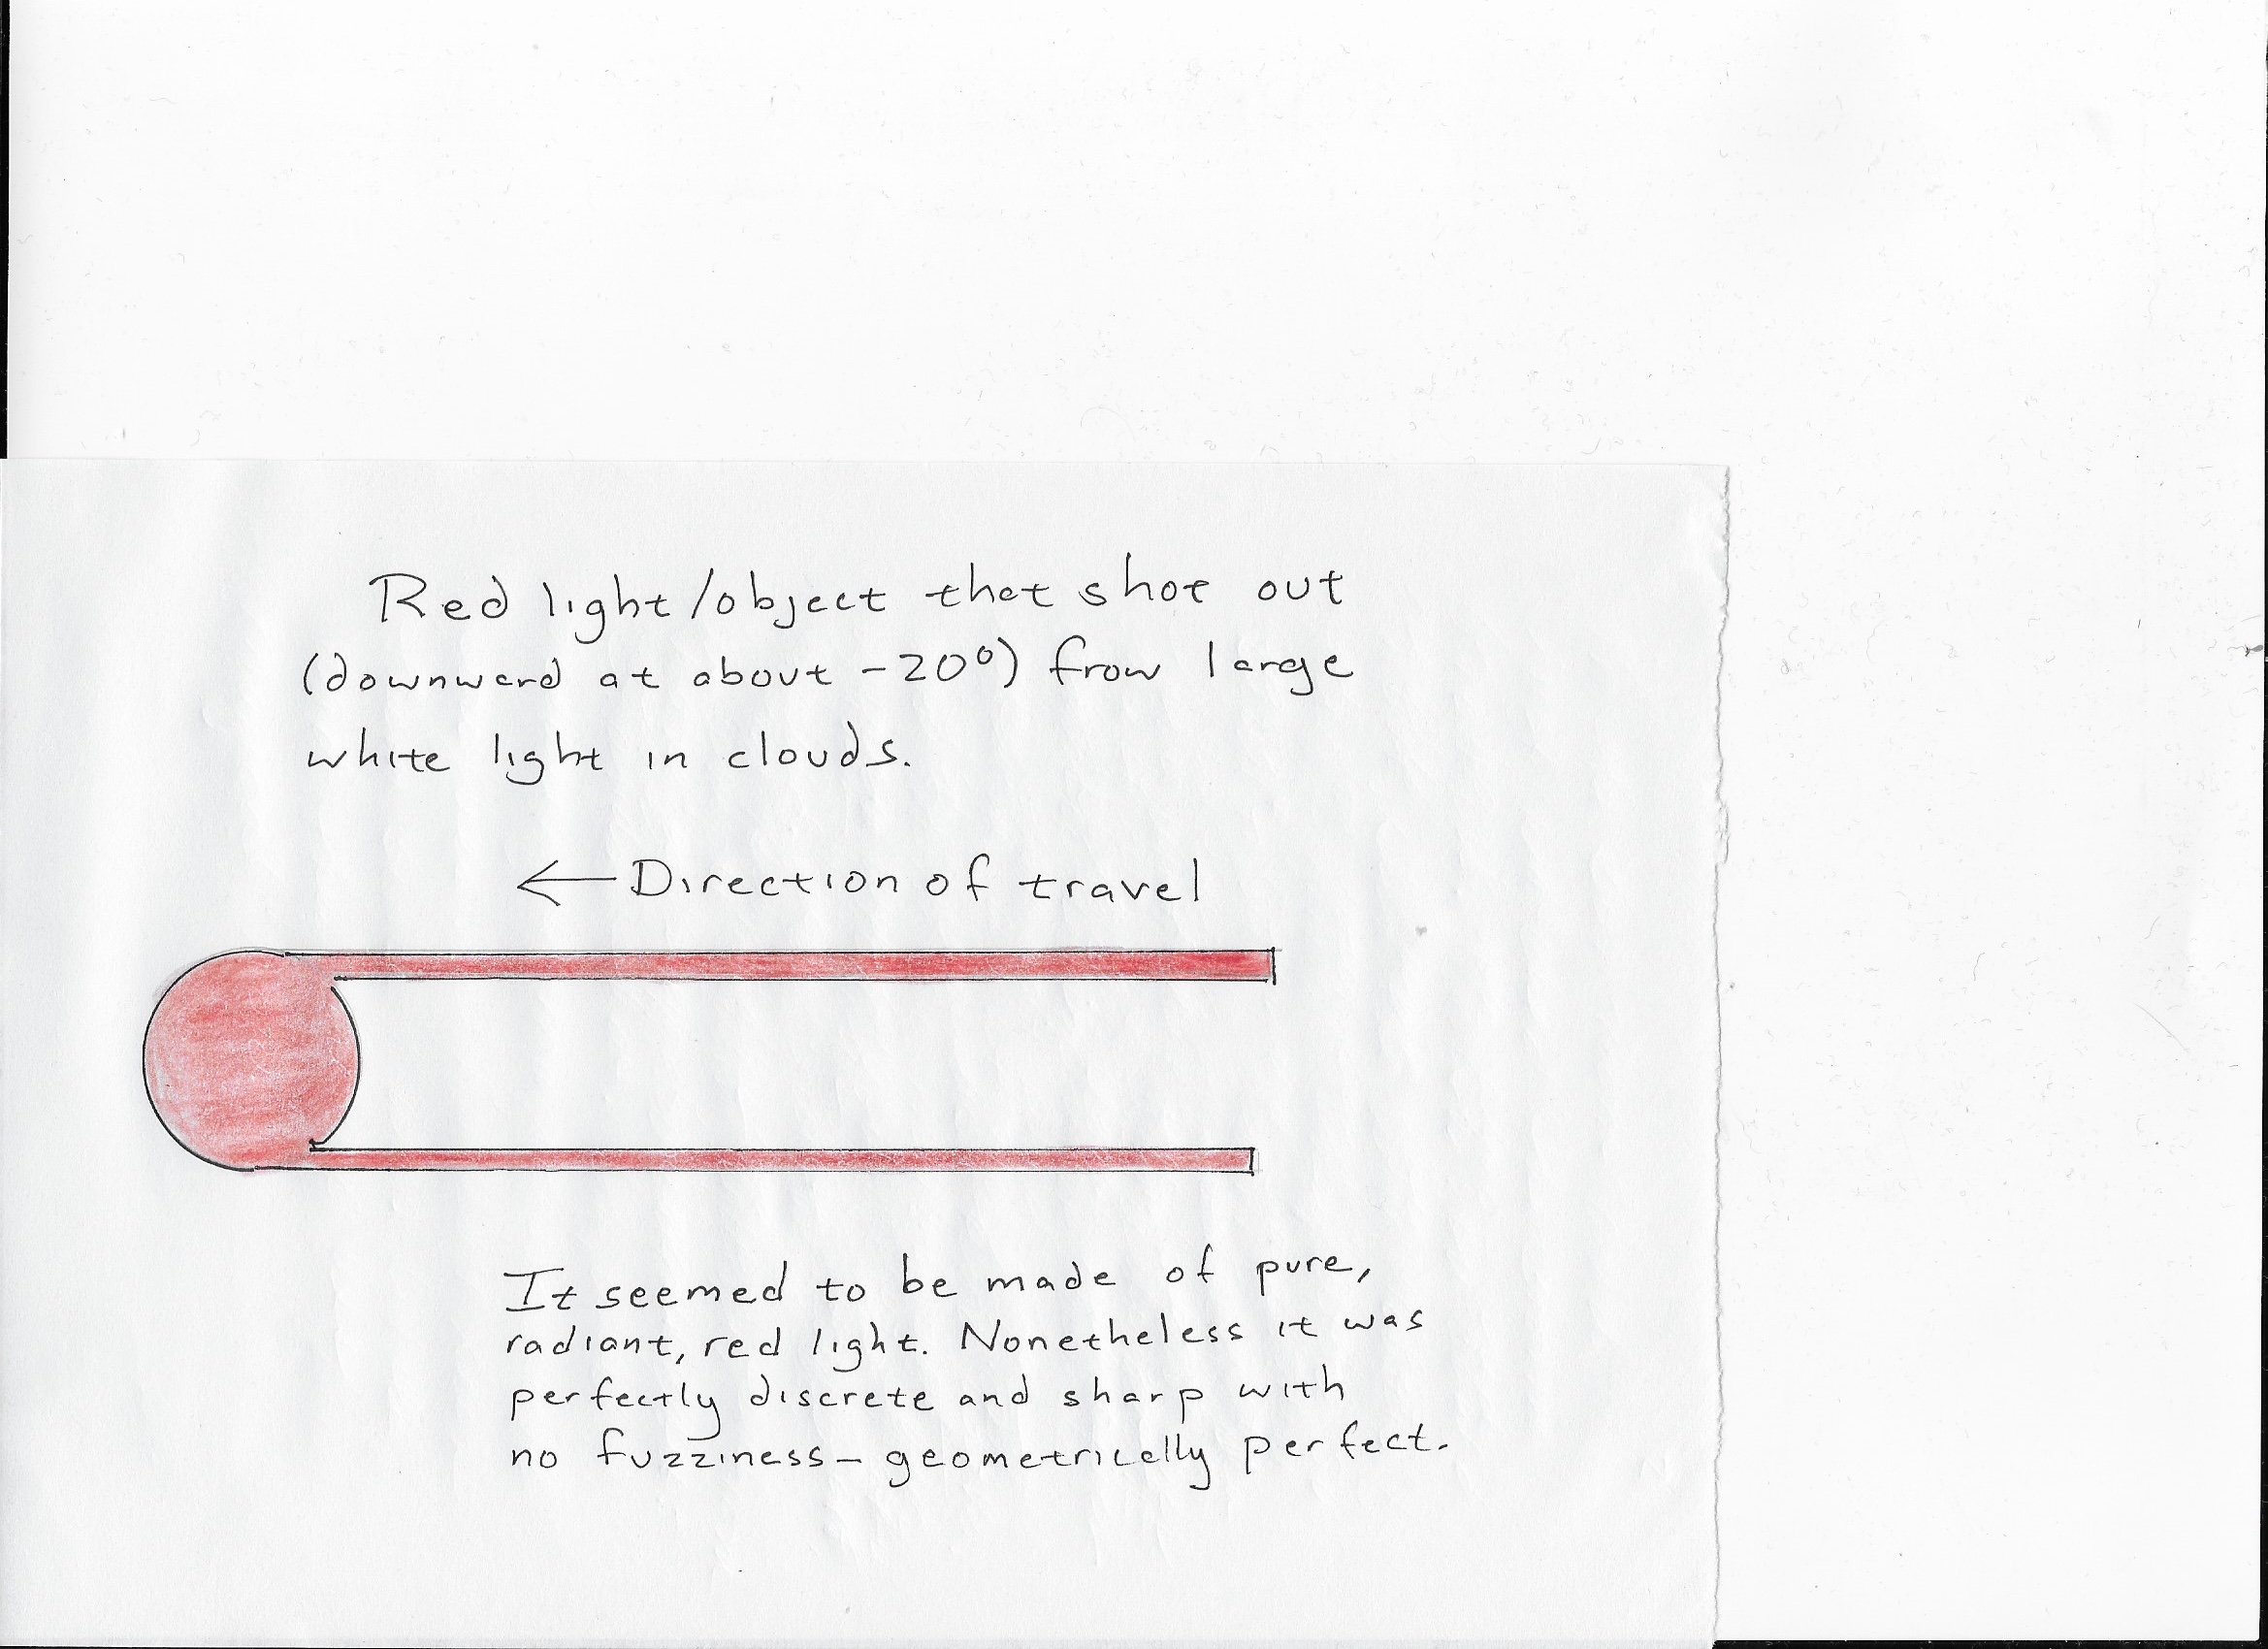 Red light/object that shot out
(downward at about -20°) from large
white light in clouds.
← Direction of travel
It seemed to be made of pure,
radiant, red light. Nonetheless it was
perfectly discrete and sharp with
no fuzziness – geometrically perfect.